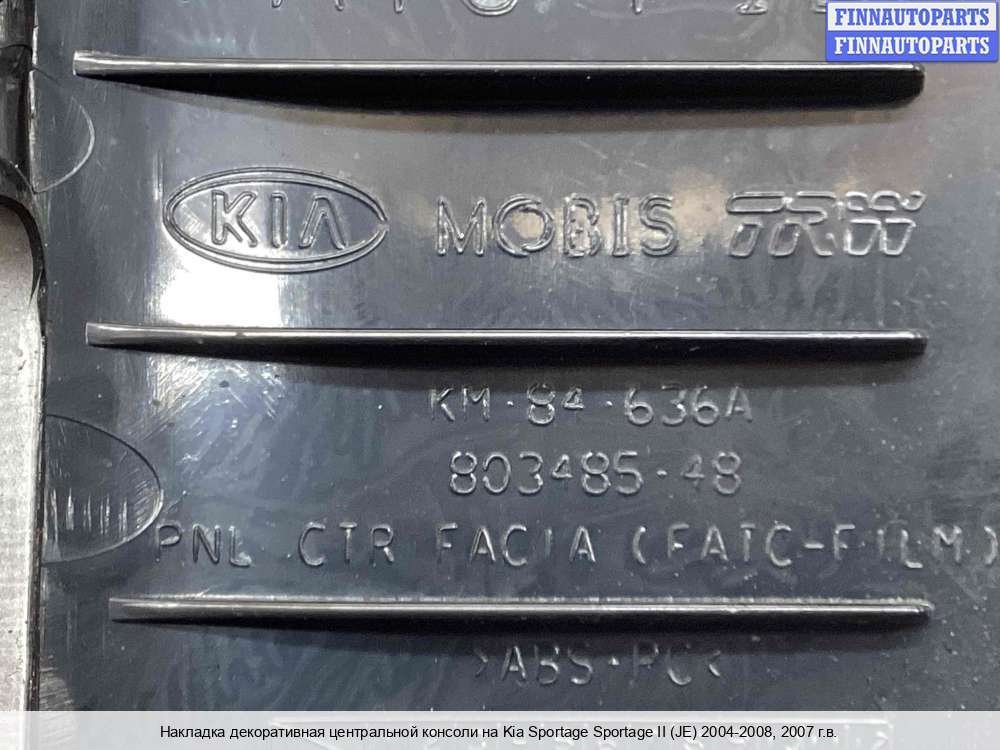 FINNAUTOPARTS
FINNAUTOPARTS
KIA MOBIS TRW
KM-84-636A
803485-48
PNL CTR FACIA (FATC-FILM)
>ABS+PC<
Накладка декоративная центральной консоли на Kia Sportage Sportage II (JE) 2004-2008, 2007 г.в.